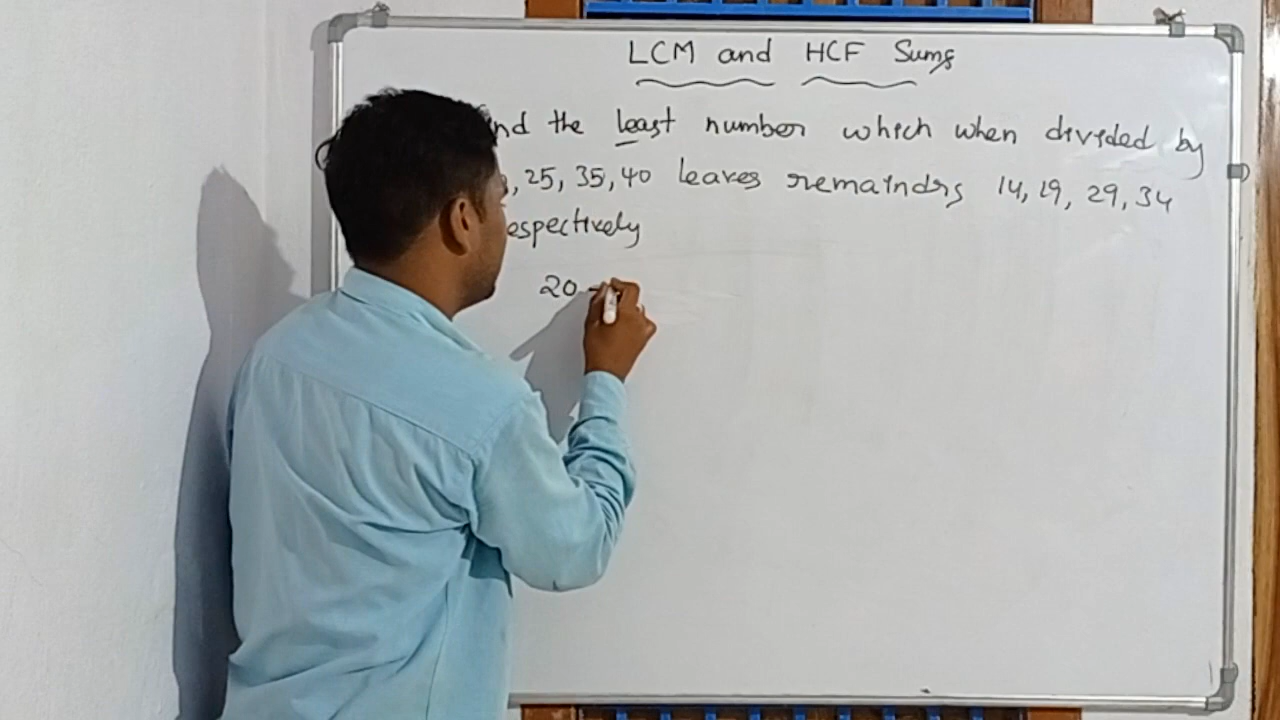 LCM and HCF Sums
nd the least number which when divided by
, 25, 35, 40 leaves remainders 14, 19, 29, 34
espectively
20 -